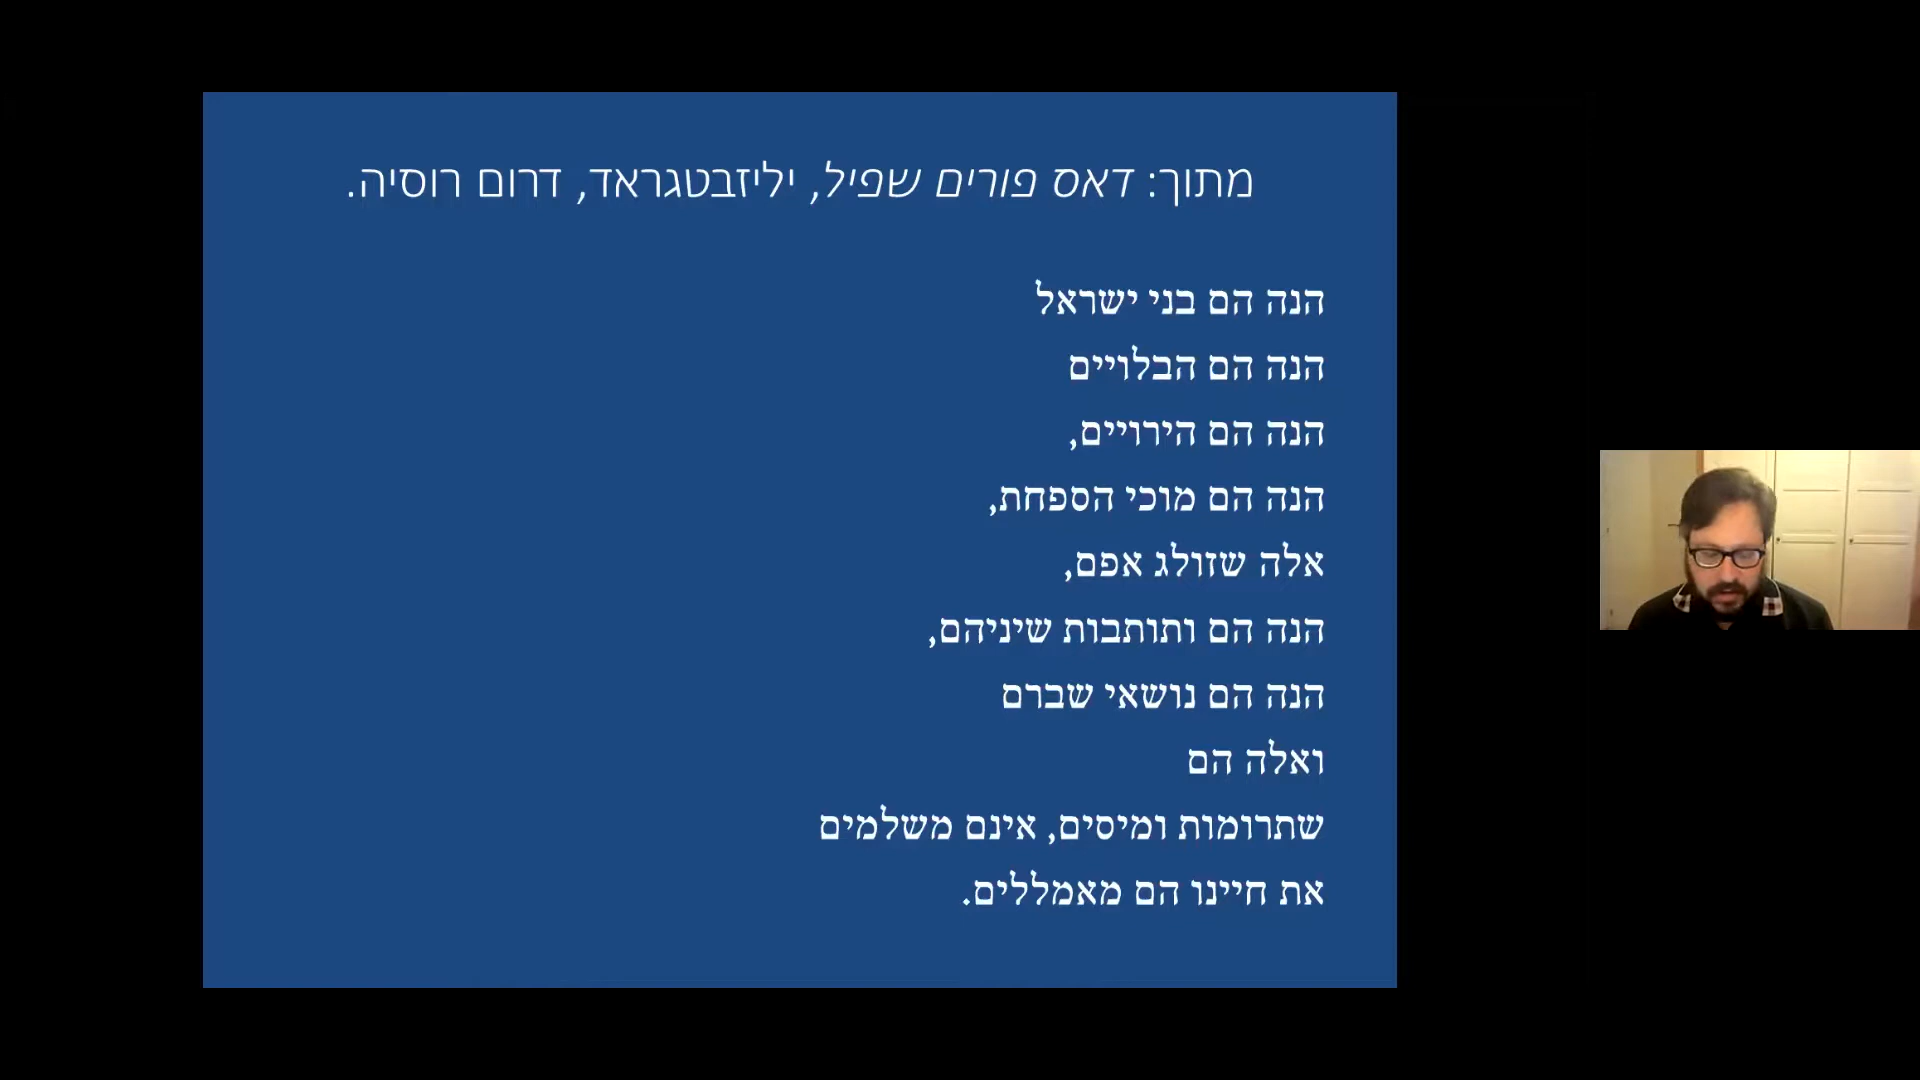 מתוך: דאס פורים שפיל, יליזבטגראד, דרום רוסיה.
הנה הם בני ישראל
הנה הם הבלויים
הנה הם הירויים,
הנה הם מוכי הספחת,
אלה שזולג אפם,
הנה הם ותותבות שיניהם,
הנה הם נושאי שברם
ואלה הם
שתרומות ומיסים, אינם משלמים
את חיינו הם מאמללים.